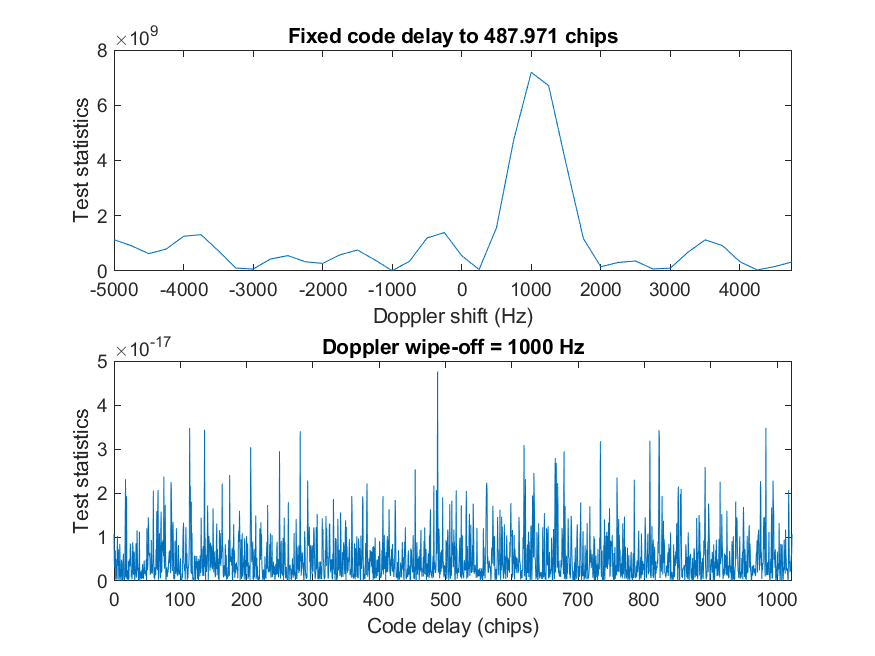 Fixed code delay to 487.971 chips
×10^9
8
6
4
2
0
Test statistics
-5000 -4000 -3000 -2000 -1000 0 1000 2000 3000 4000
Doppler shift (Hz)
Doppler wipe-off = 1000 Hz
×10^-17
5
4
3
2
1
0
Test statistics
0 100 200 300 400 500 600 700 800 900 1000
Code delay (chips)